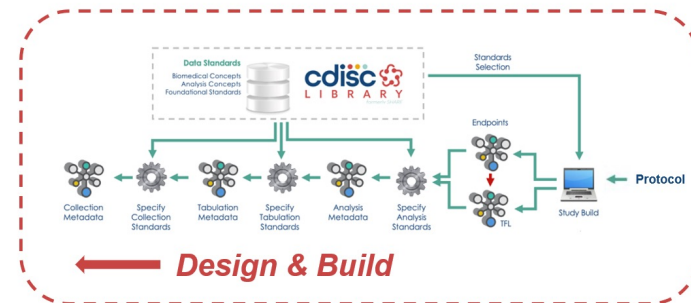 Data Standards
Biomedical Concepts
Analysis Concepts
Foundational Standards
cdisc
LIBRARY
Standards
Selection
Endpoints
TFL
Protocol
Study Build
Collection
Metadata
Specify
Collection
Standards
Tabulation
Metadata
Specify
Tabulation
Standards
Analysis
Metadata
Specify
Analysis
Standards
Design & Build